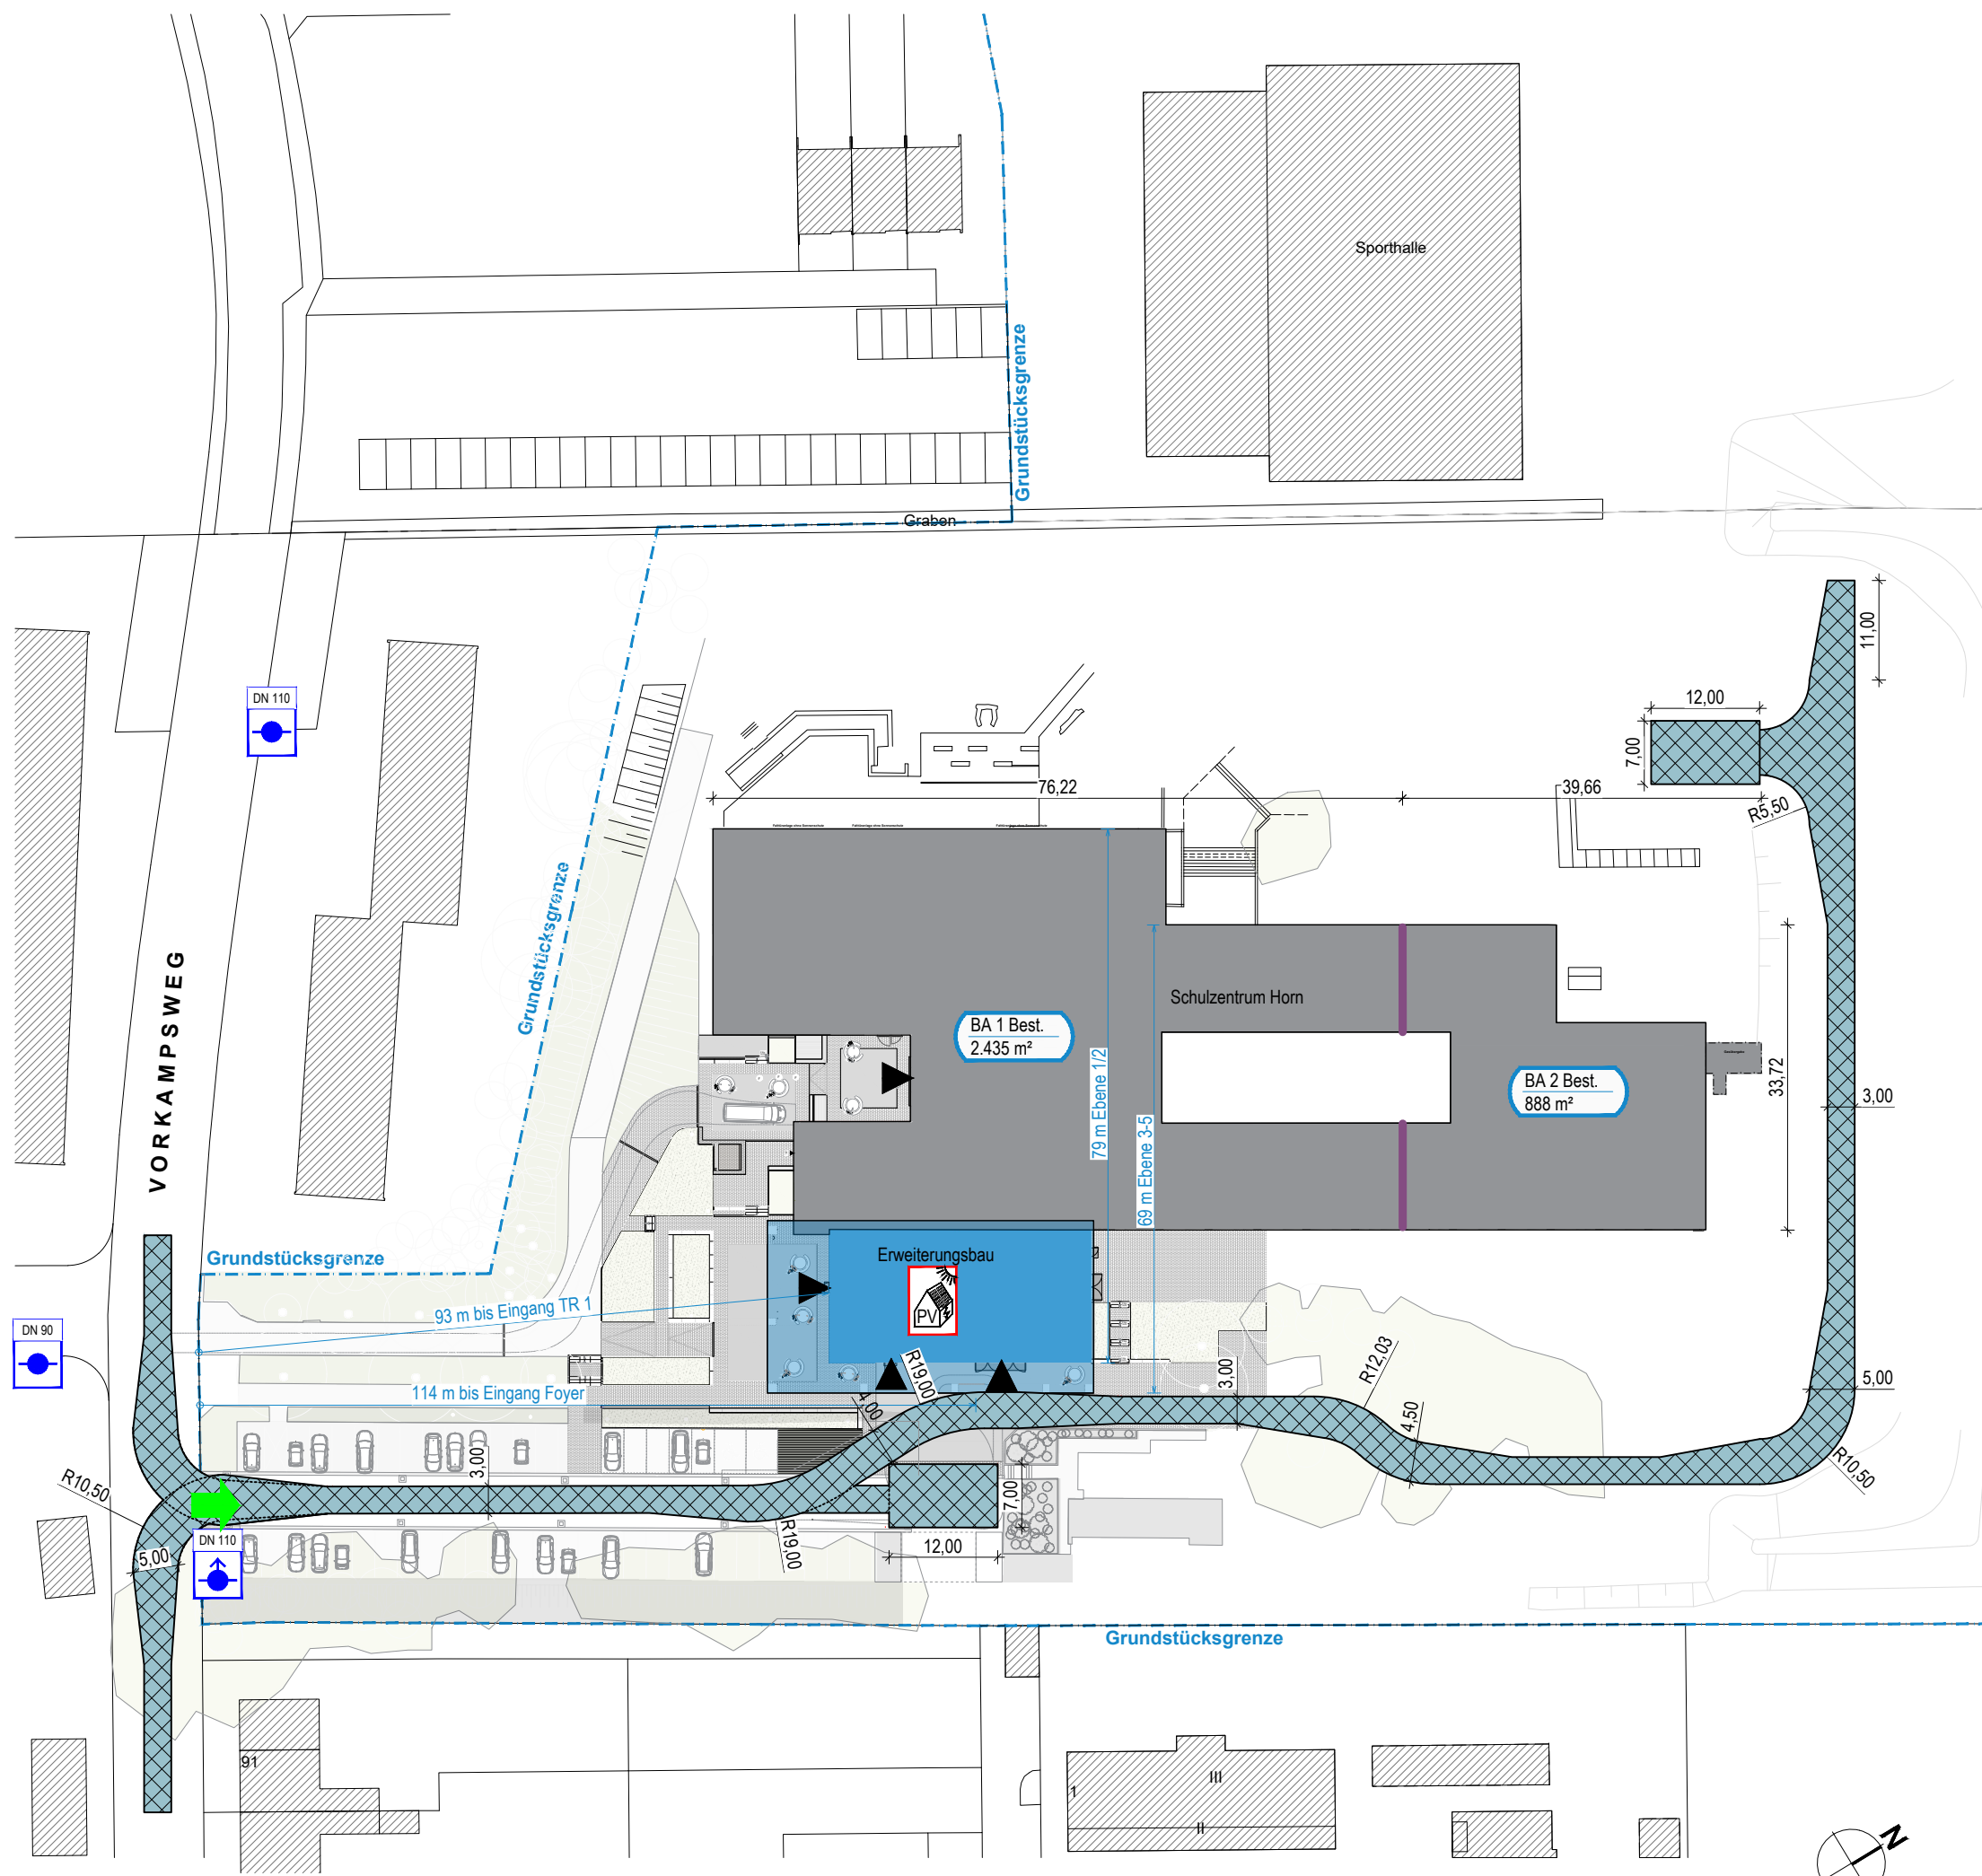 Sporthalle
Grundstücksgrenze
Graben
11,00
DN 110
12,00
7,00
76,22
39,66
R5,50
Grundstücksgrenze
VORKAMPSWEG
Schulzentrum Horn
BA 1 Best.
2.435 m²
79 m Ebene 1/2
69 m Ebene 3-5
BA 2 Best.
888 m²
33,72
3,00
Grundstücksgrenze
Erweiterungsbau
93 m bis Eingang TR 1
PV
DN 90
R19,00
R12,03
3,00
5,00
114 m bis Eingang Foyer
4,00
4,50
R10,50
3,00
7,00
R10,50
R19,00
DN 110
5,00
12,00
Grundstücksgrenze
91
III
1
II
N